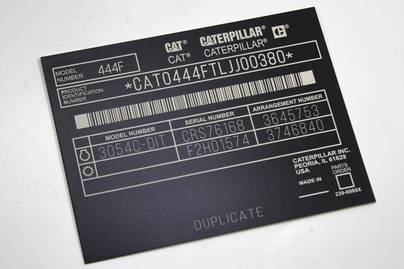 CAT CATERPILLAR C
CAT® CATERPILLAR®
MODEL NUMBER 444F
PRODUCT IDENTIFICATION NUMBER *CAT0444FTLJJ00380*
MODEL NUMBER SERIAL NUMBER ARRANGEMENT NUMBER
3054C-DIT CRS76168 3645753
F2H01574 3746840
CATERPILLAR INC.
PEORIA, IL 61629
USA
MADE IN PARTS ORDER
DUPLICATE